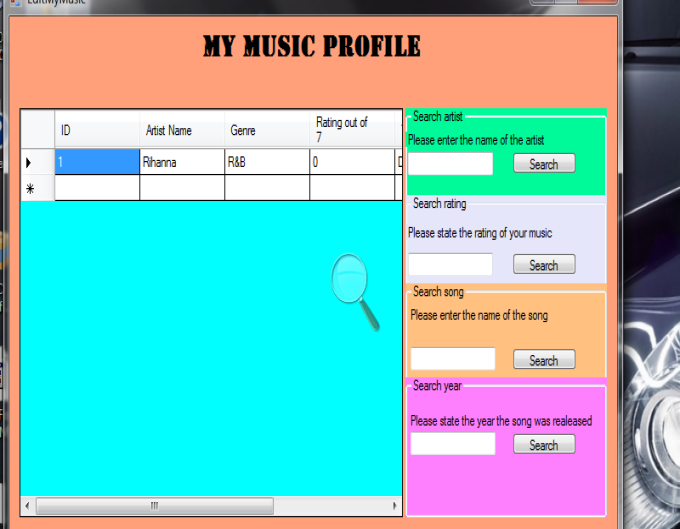 EditMyMusic
MY MUSIC PROFILE
ID Artist Name Genre Rating out of
7
1 Rihanna R&B 0 D
Search artist
Please enter the name of the artist
Search
Search rating
Please state the rating of your music
Search
Search song
Please enter the name of the song
Search
Search year
Please state the year the song was realeased
Search